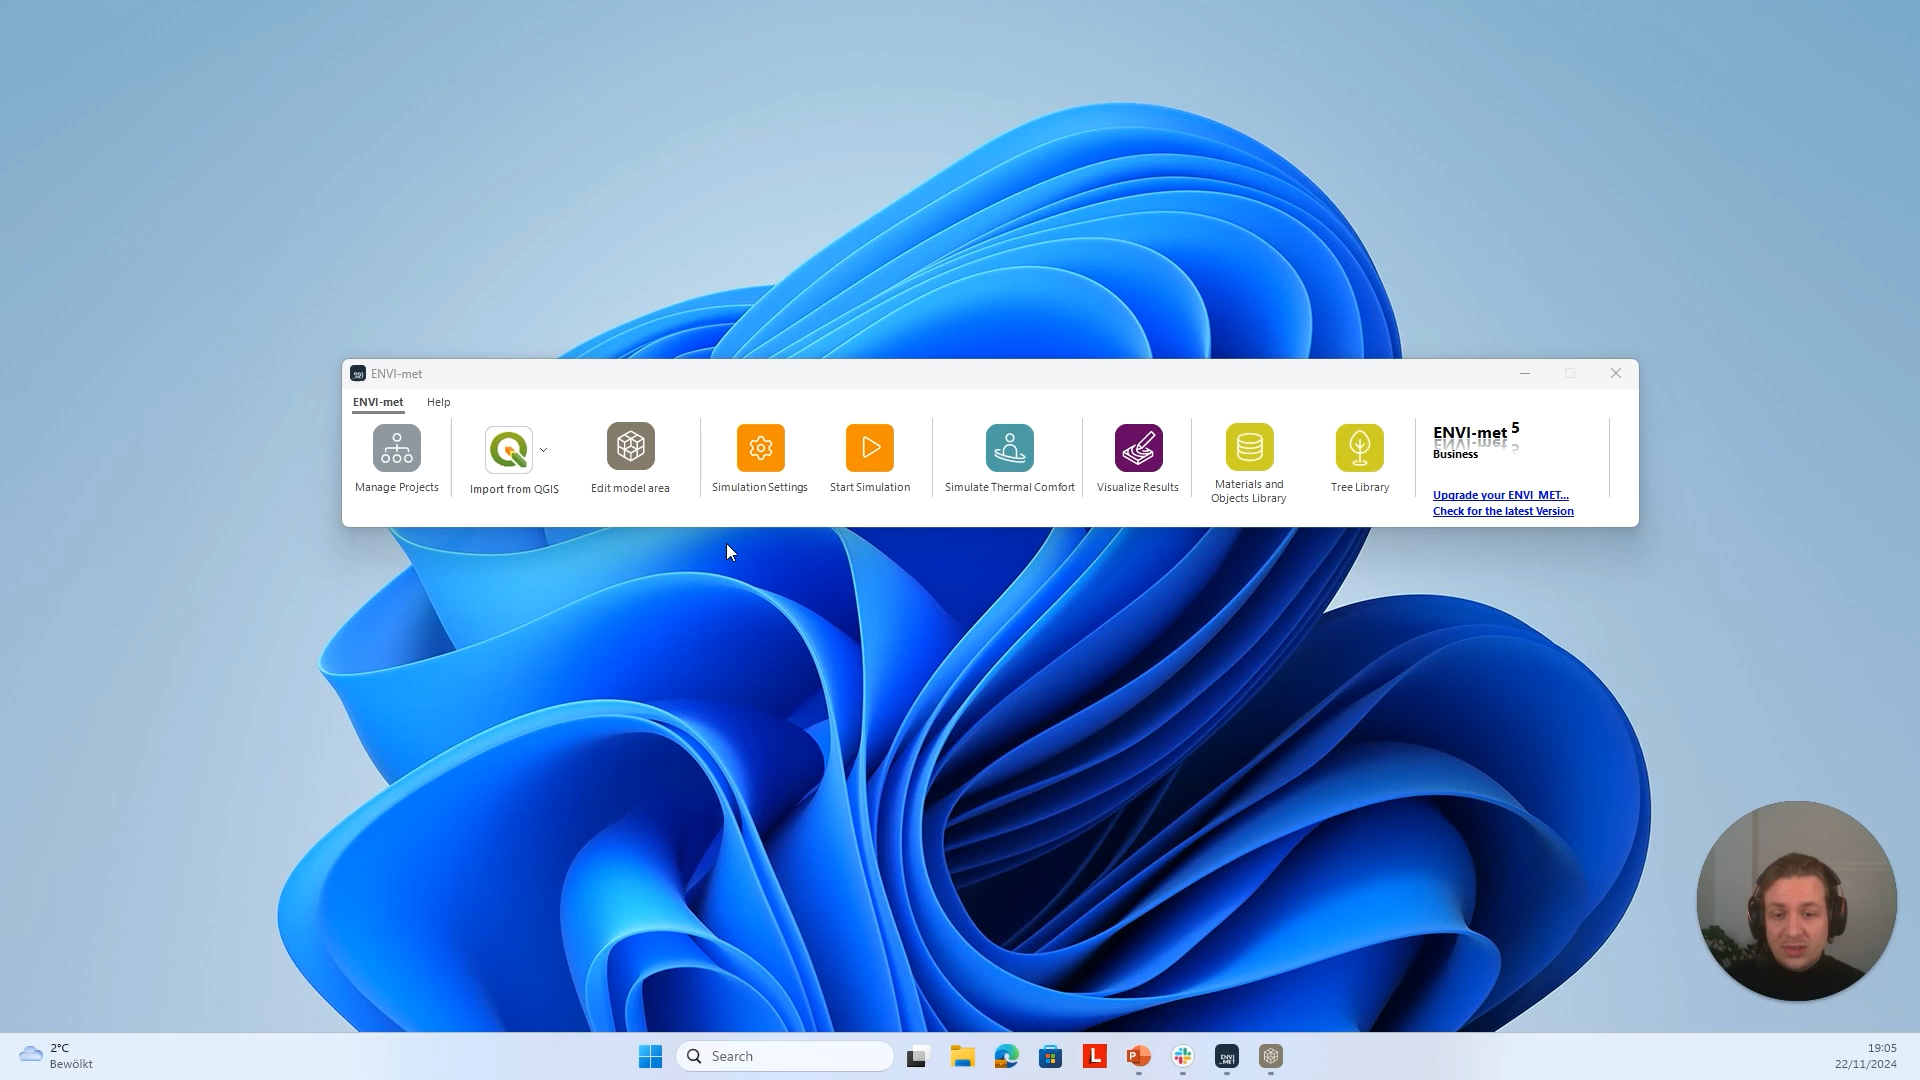 ENVI-met
ENVI-met Help
Manage Projects
Import from QGIS
Edit model area
Simulation Settings
Start Simulation
Simulate Thermal Comfort
Visualize Results
Materials and
Objects Library
Tree Library
ENVI-met 5
Business
Upgrade your ENVI_MET...
Check for the latest Version
2°C
Bewölkt
Search
L
P
ENVI
_MET
19:05
22/11/2024